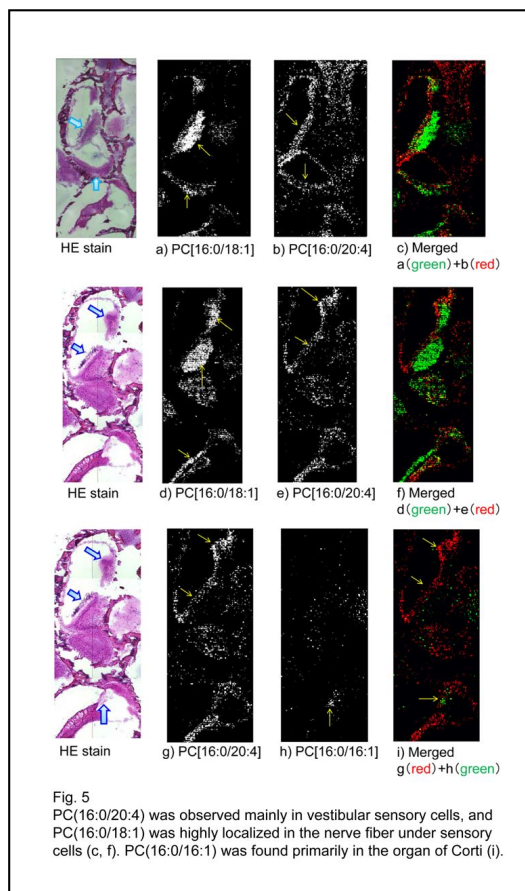 HE stain
a) PC[16:0/18:1]
b) PC[16:0/20:4]
c) Merged
a(green)+b(red)
HE stain
d) PC[16:0/18:1]
e) PC[16:0/20:4]
f) Merged
d(green)+e(red)
HE stain
g) PC[16:0/20:4]
h) PC[16:0/16:1]
i) Merged
g(red)+h(green)
Fig. 5
PC(16:0/20:4) was observed mainly in vestibular sensory cells, and
PC(16:0/18:1) was highly localized in the nerve fiber under sensory
cells (c, f). PC(16:0/16:1) was found primarily in the organ of Corti (i).